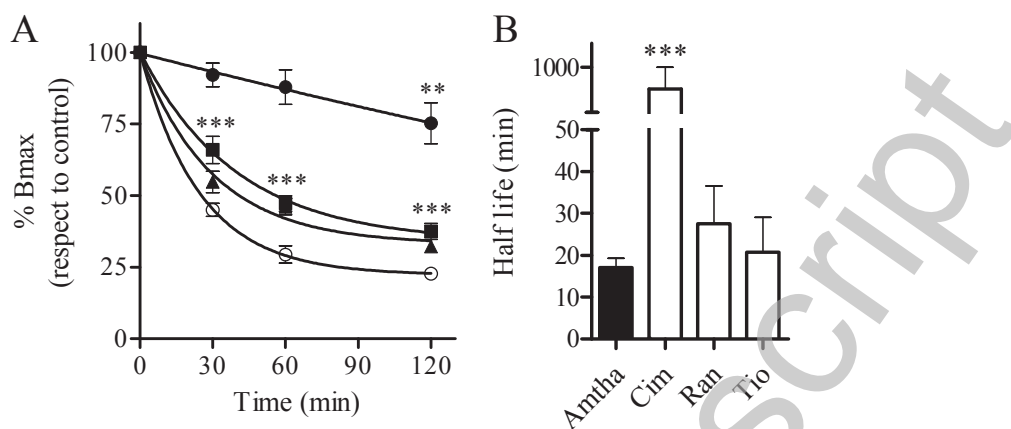 A
% Bmax
(respect to control)
100
75
50
25
0
***
***
**
***
0 30 60 90 120
Time (min)
B
Half life (min)
1000
50
40
30
20
10
0
***
Amtha
Cim
Ran
Tio
script